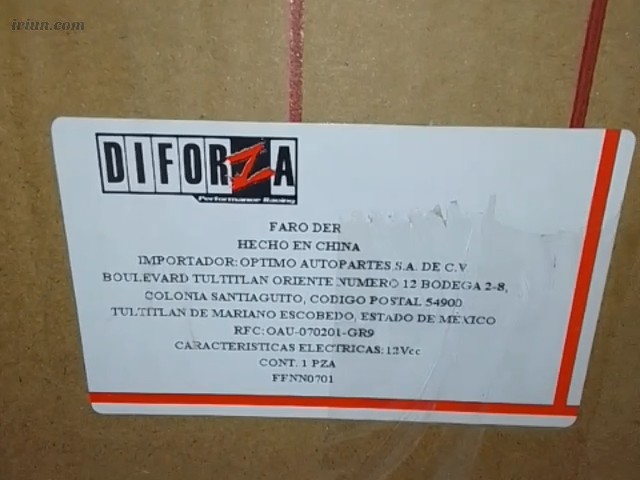 iciun.com
DIFORZA
Performance Racing
FARO DER
HECHO EN CHINA
IMPORTADOR: OPTIMO AUTOPARTES S.A. DE C.V
BOULEVARD TULTITLAN ORIENTE NUMERO 12 BODEGA 2-8,
COLONIA SANTIAGUITO, CODIGO POSTAL 54900
TULTITLAN DE MARIANO ESCOBEDO, ESTADO DE MEXICO
RFC: OAU-070201-GR9
CARACTERISTICAS ELECTRICAS: 12Vcc
CONT. 1 PZA
FFNN0701